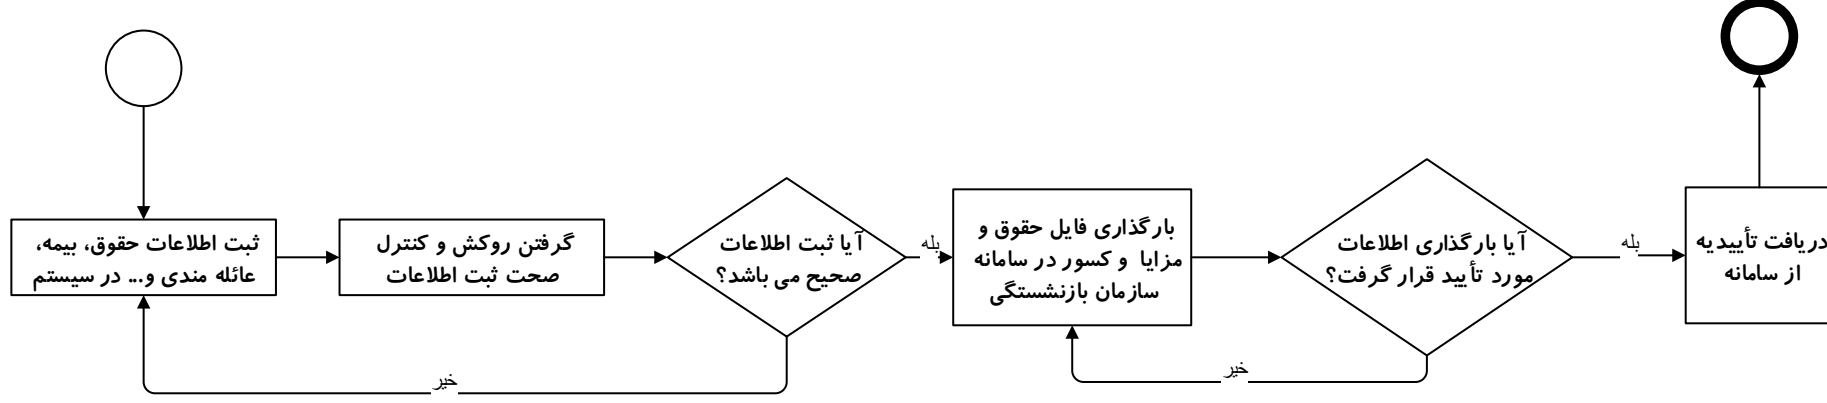 ثبت اطلاعات حقوق، بیمه،
عائله مندی و... در سیستم
گرفتن روکش و کنترل
صحت ثبت اطلاعات
آیا ثبت اطلاعات
صحیح می باشد؟
بله
خیر
بارگذاری فایل حقوق و
مزایا و کسور در سامانه
سازمان بازنشستگی
آیا بارگذاری اطلاعات
مورد تأیید قرار گرفت؟
بله
خیر
دریافت تأییدیه
از سامانه